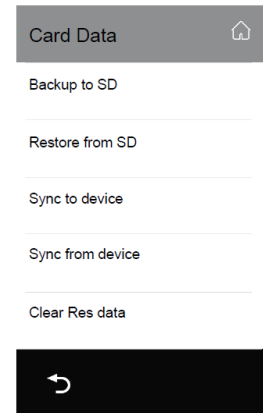 Card Data
Backup to SD
Restore from SD
Sync to device
Sync from device
Clear Res data